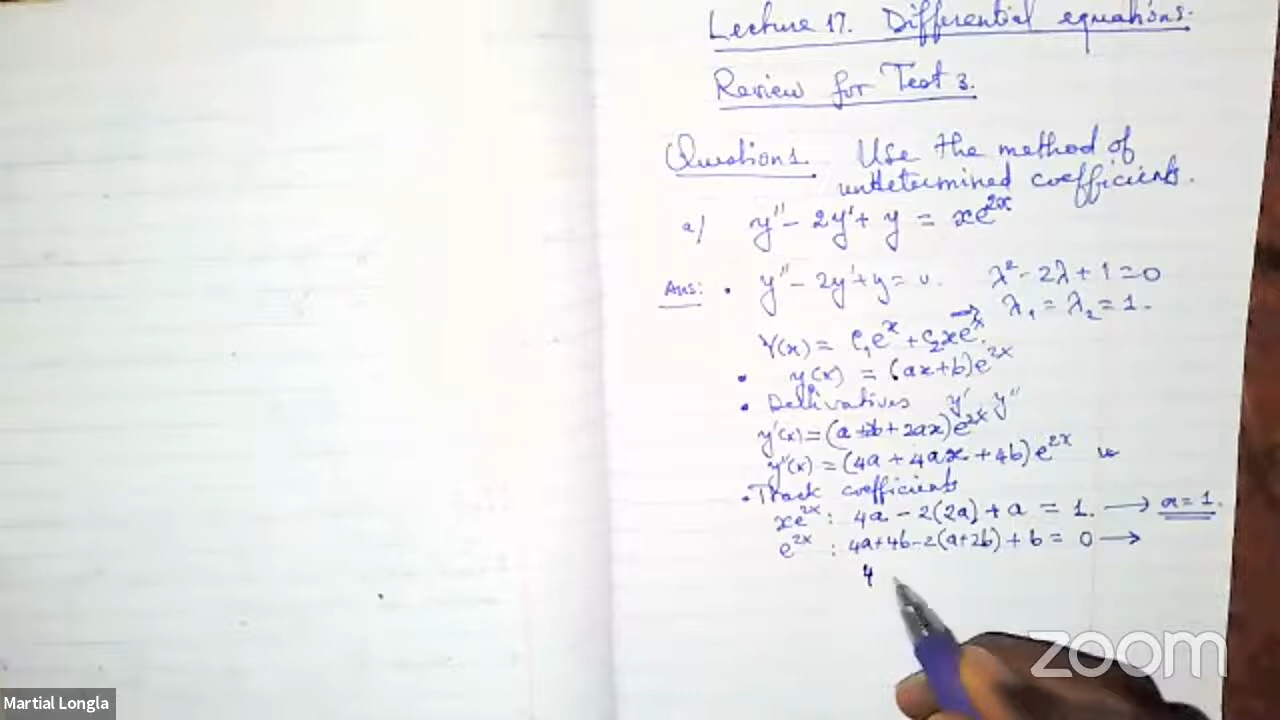 Lecture 17. Differential equations.
Review for Test 3.
Questions. Use the method of
undetermined coefficients.
a/ y'' - 2y' + y = xe^{2x}
Ans: • y'' - 2y' + y = 0. λ² - 2λ + 1 = 0
→ λ₁ = λ₂ = 1.
Y(x) = C₁e^x + C₂xe^x.
• y(x) = (ax+b)e^{2x}
• Derivatives y' y''
y'(x) = (a+2b+2ax)e^{2x}
y''(x) = (4a + 4ax + 4b)e^{2x}
• Track coefficients
xe^{2x} : 4a - 2(2a) + a = 1. → a = 1.
e^{2x} : 4a+4b-2(a+2b) + b = 0 →
4
zoom
Martial Longla